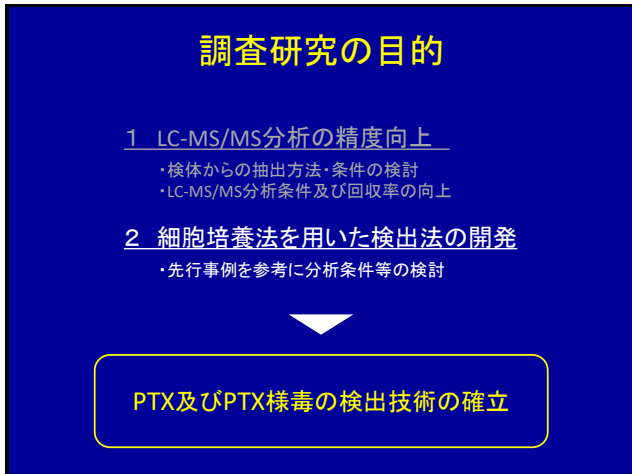 調査研究の目的
１ LC-MS/MS分析の精度向上
・検体からの抽出方法・条件の検討
・LC-MS/MS分析条件及び回収率の向上
２ 細胞培養法を用いた検出法の開発
・先行事例を参考に分析条件等の検討
PTX及びPTX様毒の検出技術の確立